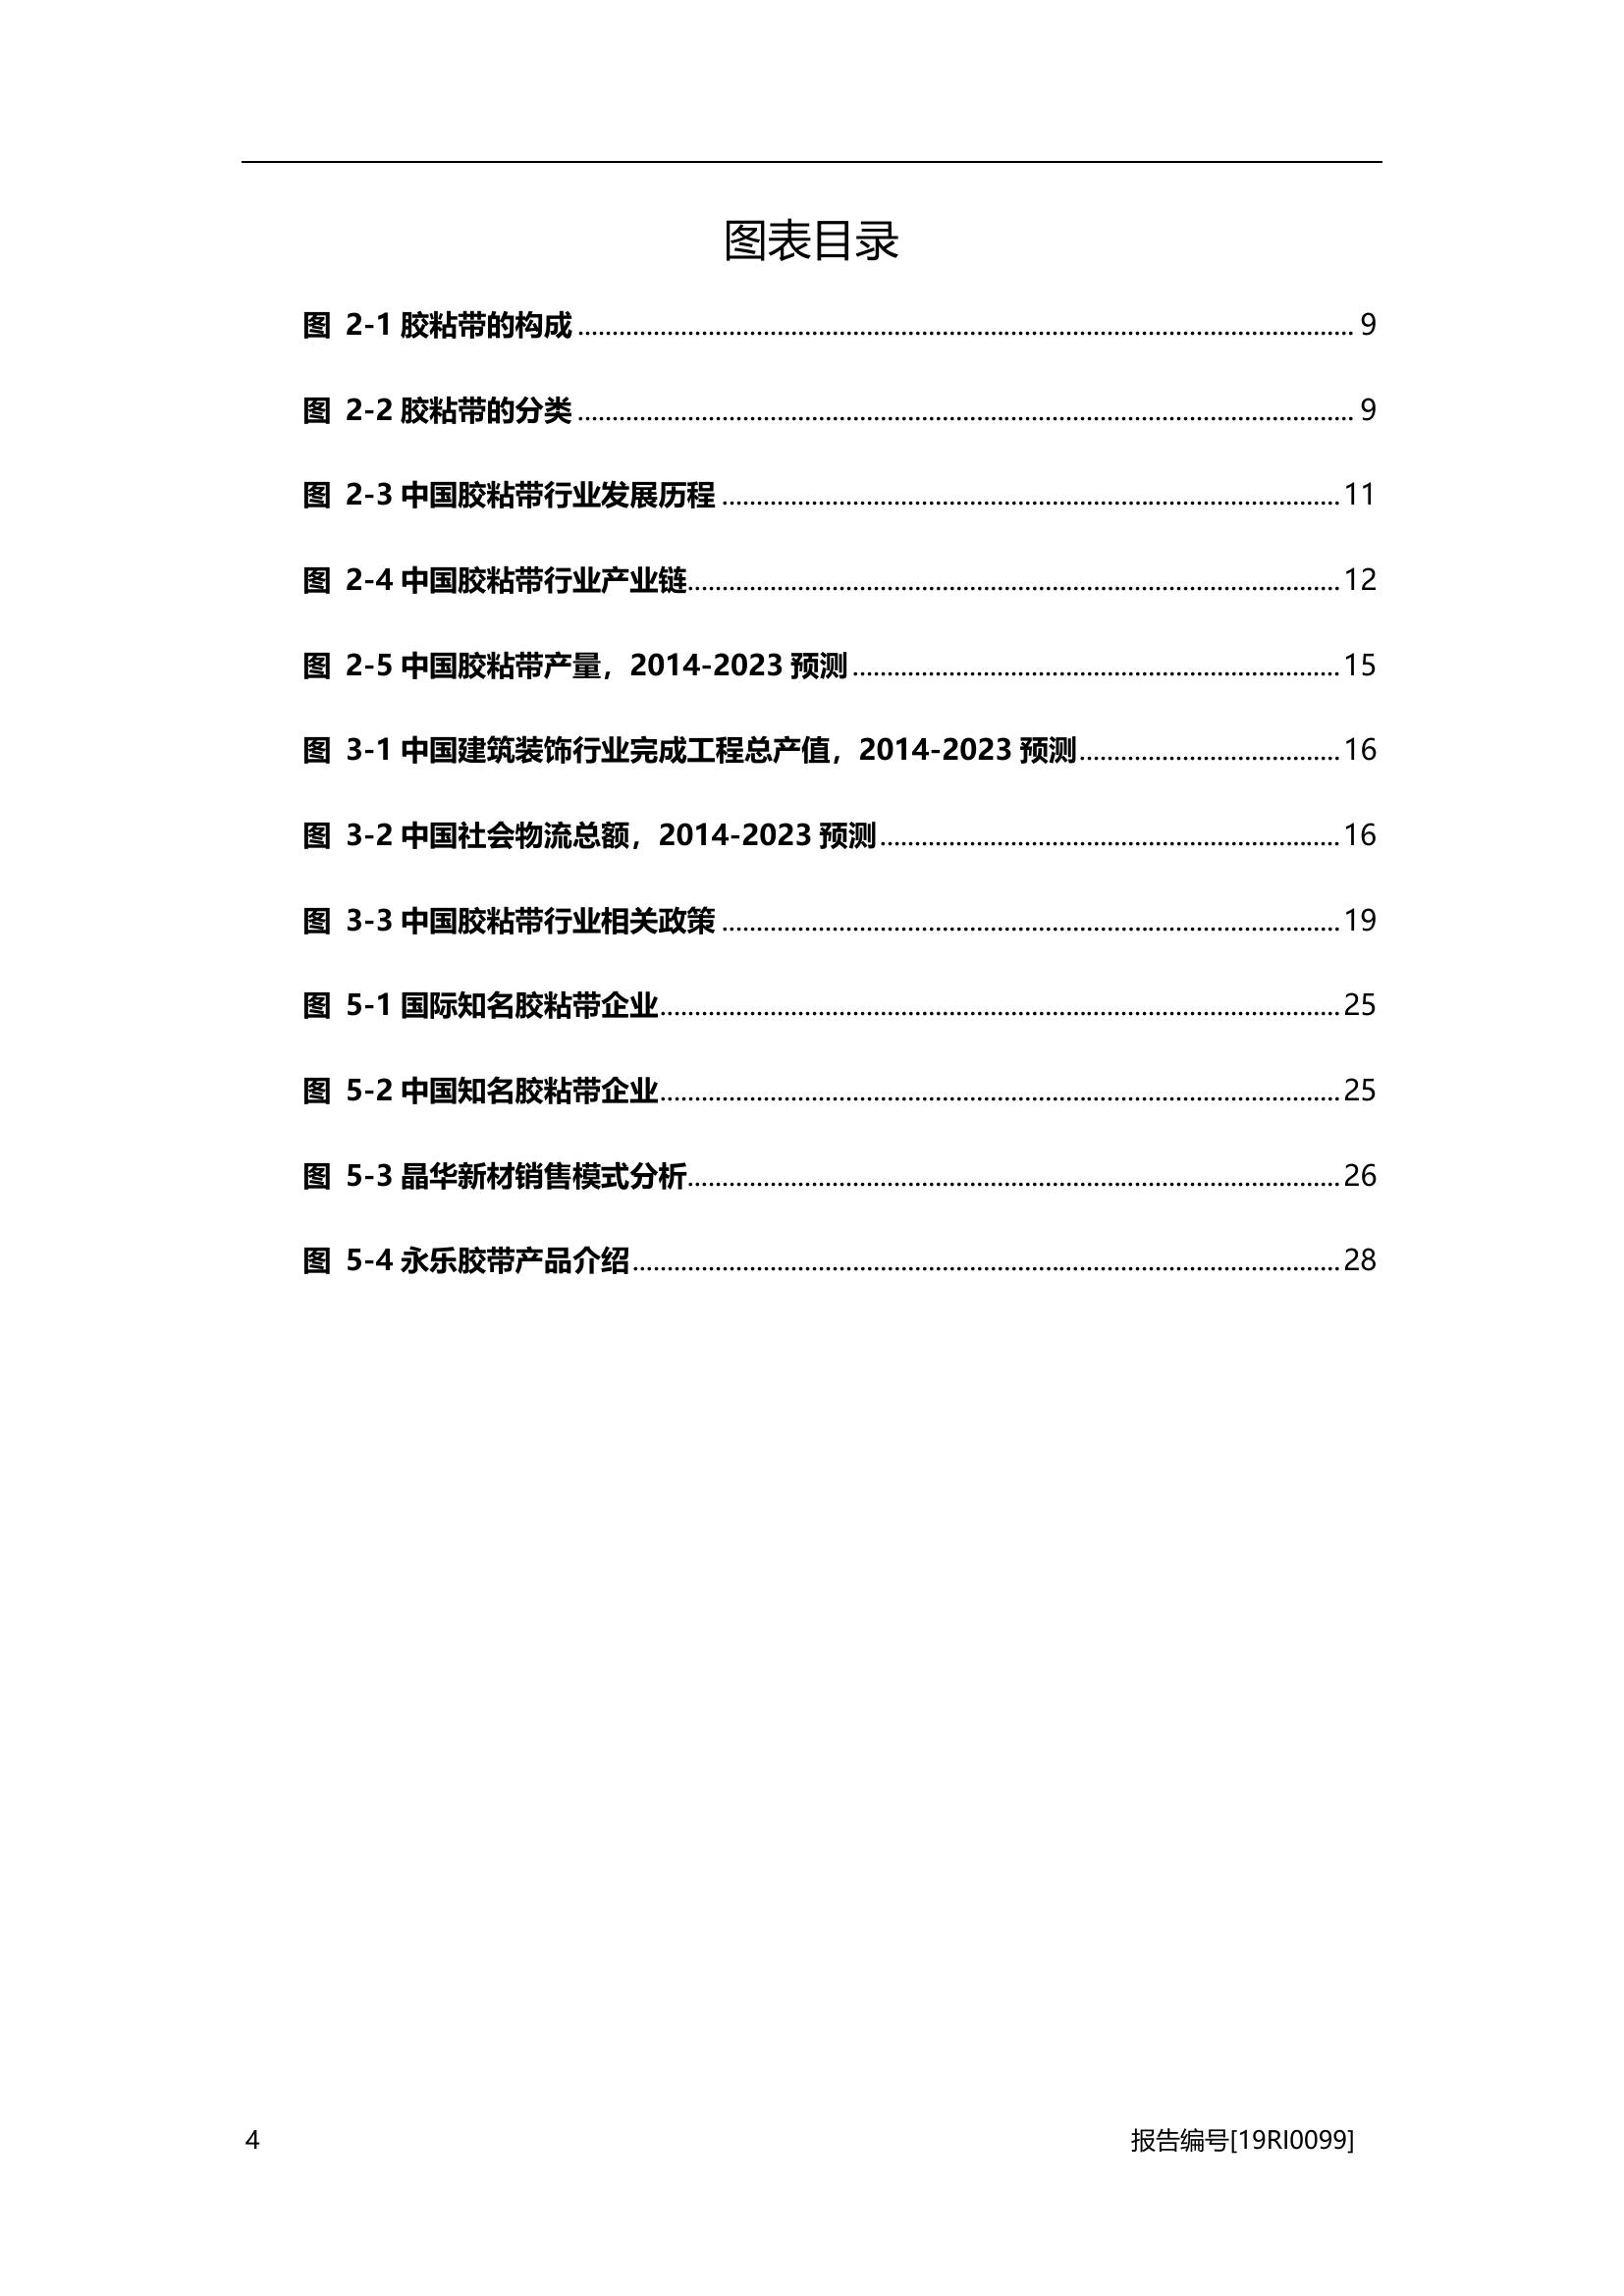 图表目录
图 2-1 胶粘带的构成 9
图 2-2 胶粘带的分类 9
图 2-3 中国胶粘带行业发展历程 11
图 2-4 中国胶粘带行业产业链 12
图 2-5 中国胶粘带产量，2014-2023 预测 15
图 3-1 中国建筑装饰行业完成工程总产值，2014-2023 预测 16
图 3-2 中国社会物流总额，2014-2023 预测 16
图 3-3 中国胶粘带行业相关政策 19
图 5-1 国际知名胶粘带企业 25
图 5-2 中国知名胶粘带企业 25
图 5-3 晶华新材销售模式分析 26
图 5-4 永乐胶带产品介绍 28
4 报告编号[19RI0099]